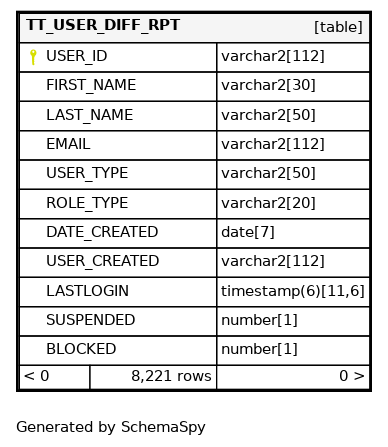 TT_USER_DIFF_RPT [table]
USER_ID varchar2[112]
FIRST_NAME varchar2[30]
LAST_NAME varchar2[50]
EMAIL varchar2[112]
USER_TYPE varchar2[50]
ROLE_TYPE varchar2[20]
DATE_CREATED date[7]
USER_CREATED varchar2[112]
LASTLOGIN timestamp(6)[11,6]
SUSPENDED number[1]
BLOCKED number[1]
< 0 8,221 rows 0 >
Generated by SchemaSpy